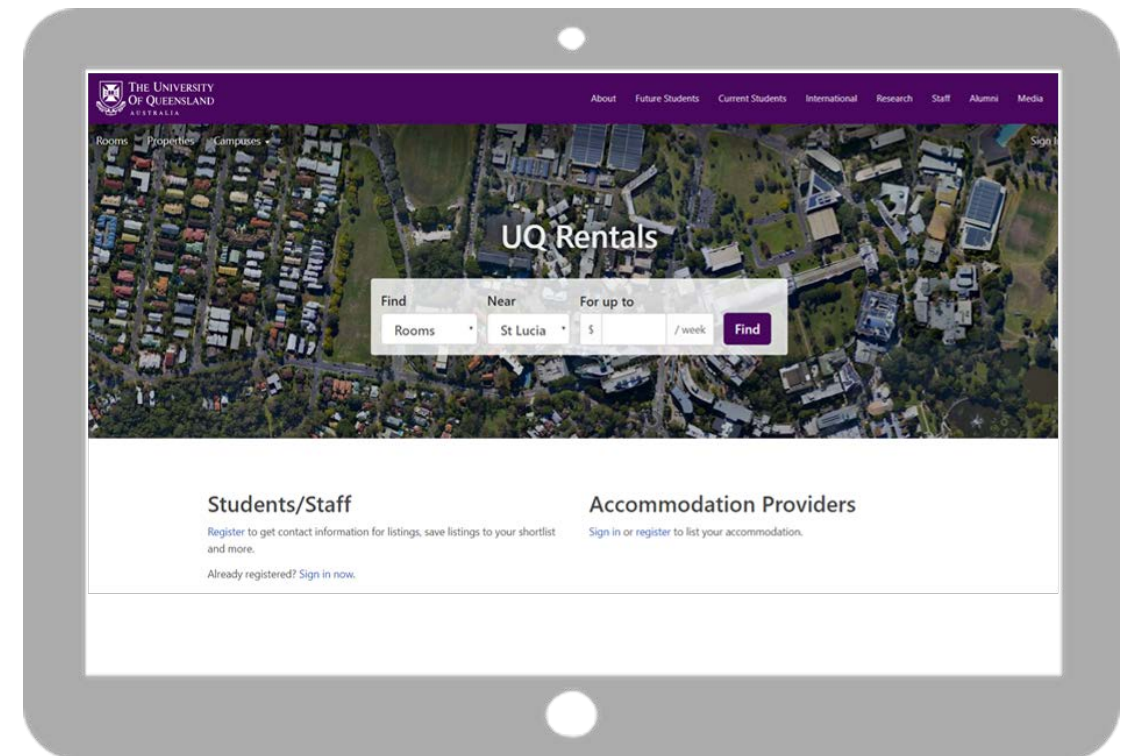 THE UNIVERSITY
OF QUEENSLAND
AUSTRALIA
About Future Students Current Students International Research Staff Alumni Media
Rooms Properties Campuses
Sign
UQ Rentals
Find Near For up to
Rooms St Lucia $ / week Find
Students/Staff
Register to get contact information for listings, save listings to your shortlist
and more.
Already registered? Sign in now.
Accommodation Providers
Sign in or register to list your accommodation.